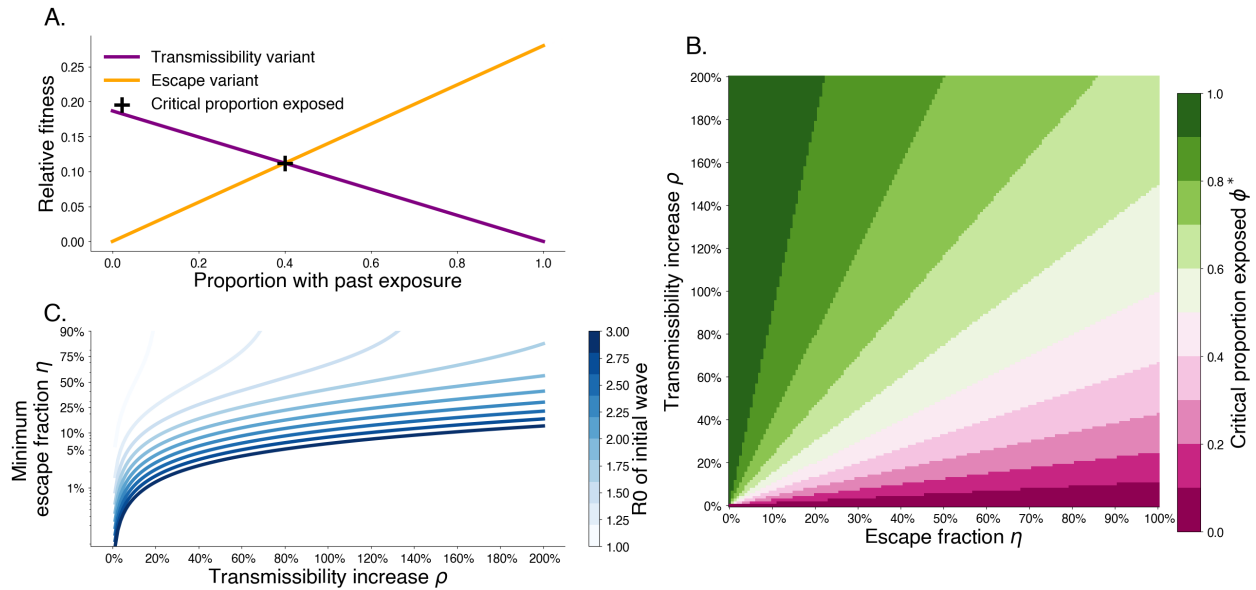 A.
Relative fitness
0.25
0.20
0.15
0.10
0.05
0.00
Transmissibility variant
Escape variant
Critical proportion exposed
0.0 0.2 0.4 0.6 0.8 1.0
Proportion with past exposure
B.
Transmissibility increase ρ
200%
180%
160%
140%
120%
100%
80%
60%
40%
20%
0%
0% 10% 20% 30% 40% 50% 60% 70% 80% 90% 100%
Escape fraction η
1.0
0.8
0.6
0.4
0.2
0.0
Critical proportion exposed ϕ*
C.
Minimum
escape fraction η
90%
75%
50%
25%
10%
5%
1%
0% 20% 40% 60% 80% 100% 120% 140% 160% 180% 200%
Transmissibility increase ρ
3.00
2.75
2.50
2.25
2.00
1.75
1.50
1.25
1.00
R0 of initial wave